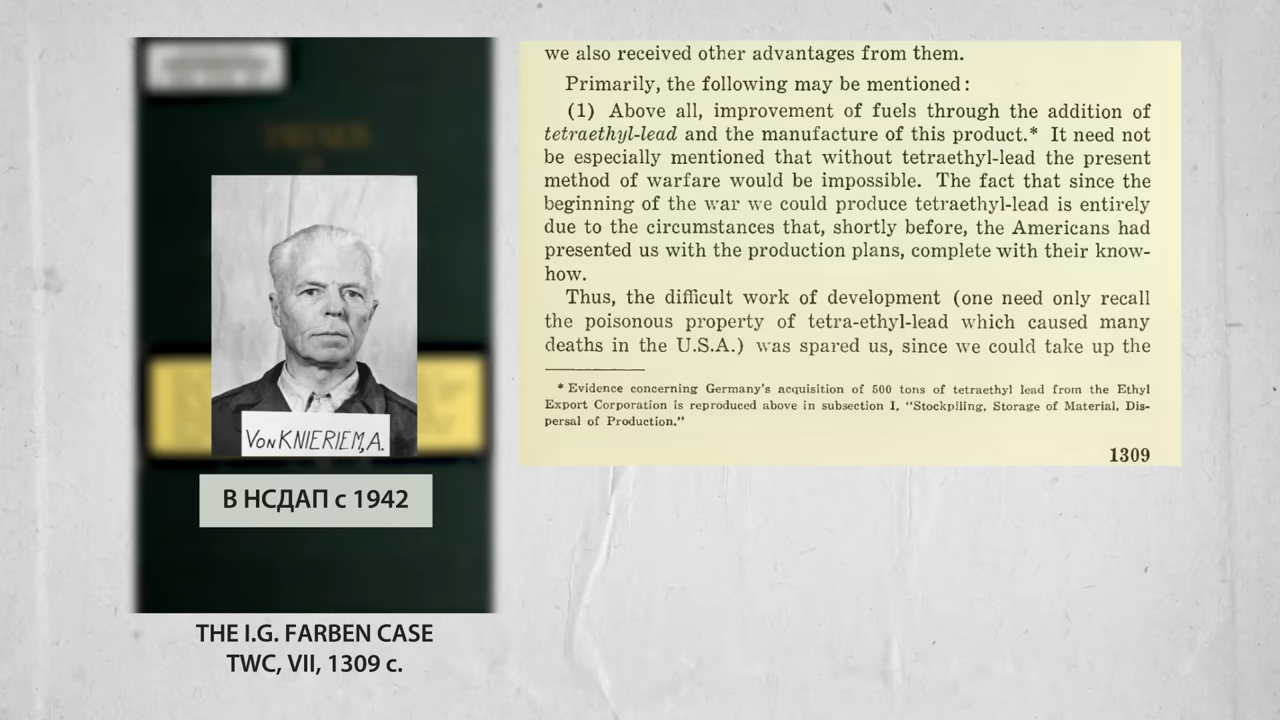 we also received other advantages from them.
Primarily, the following may be mentioned:
(1) Above all, improvement of fuels through the addition of
tetraethyl-lead and the manufacture of this product.* It need not
be especially mentioned that without tetraethyl-lead the present
method of warfare would be impossible. The fact that since the
beginning of the war we could produce tetraethyl-lead is entirely
due to the circumstances that, shortly before, the Americans had
presented us with the production plans, complete with their know-
how.
Thus, the difficult work of development (one need only recall
the poisonous property of tetra-ethyl-lead which caused many
deaths in the U.S.A.) was spared us, since we could take up the
* Evidence concerning Germany's acquisition of 500 tons of tetraethyl lead from the Ethyl
Export Corporation is reproduced above in subsection I, "Stockpiling, Storage of Material, Dis-
persal of Production."
1309
Von KNIERIEM, A.
В НСДАП с 1942
THE I.G. FARBEN CASE
TWC, VII, 1309 с.